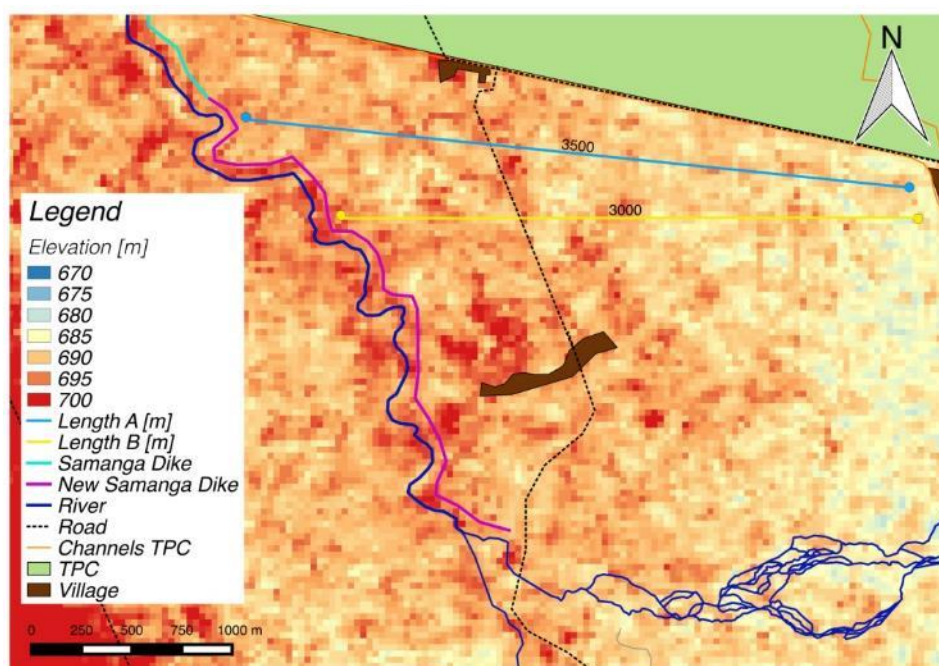 N
3500
3000
Legend
Elevation [m]
670
675
680
685
690
695
700
Length A [m]
Length B [m]
Samanga Dike
New Samanga Dike
River
Road
Channels TPC
TPC
Village
0 250 500 750 1000 m